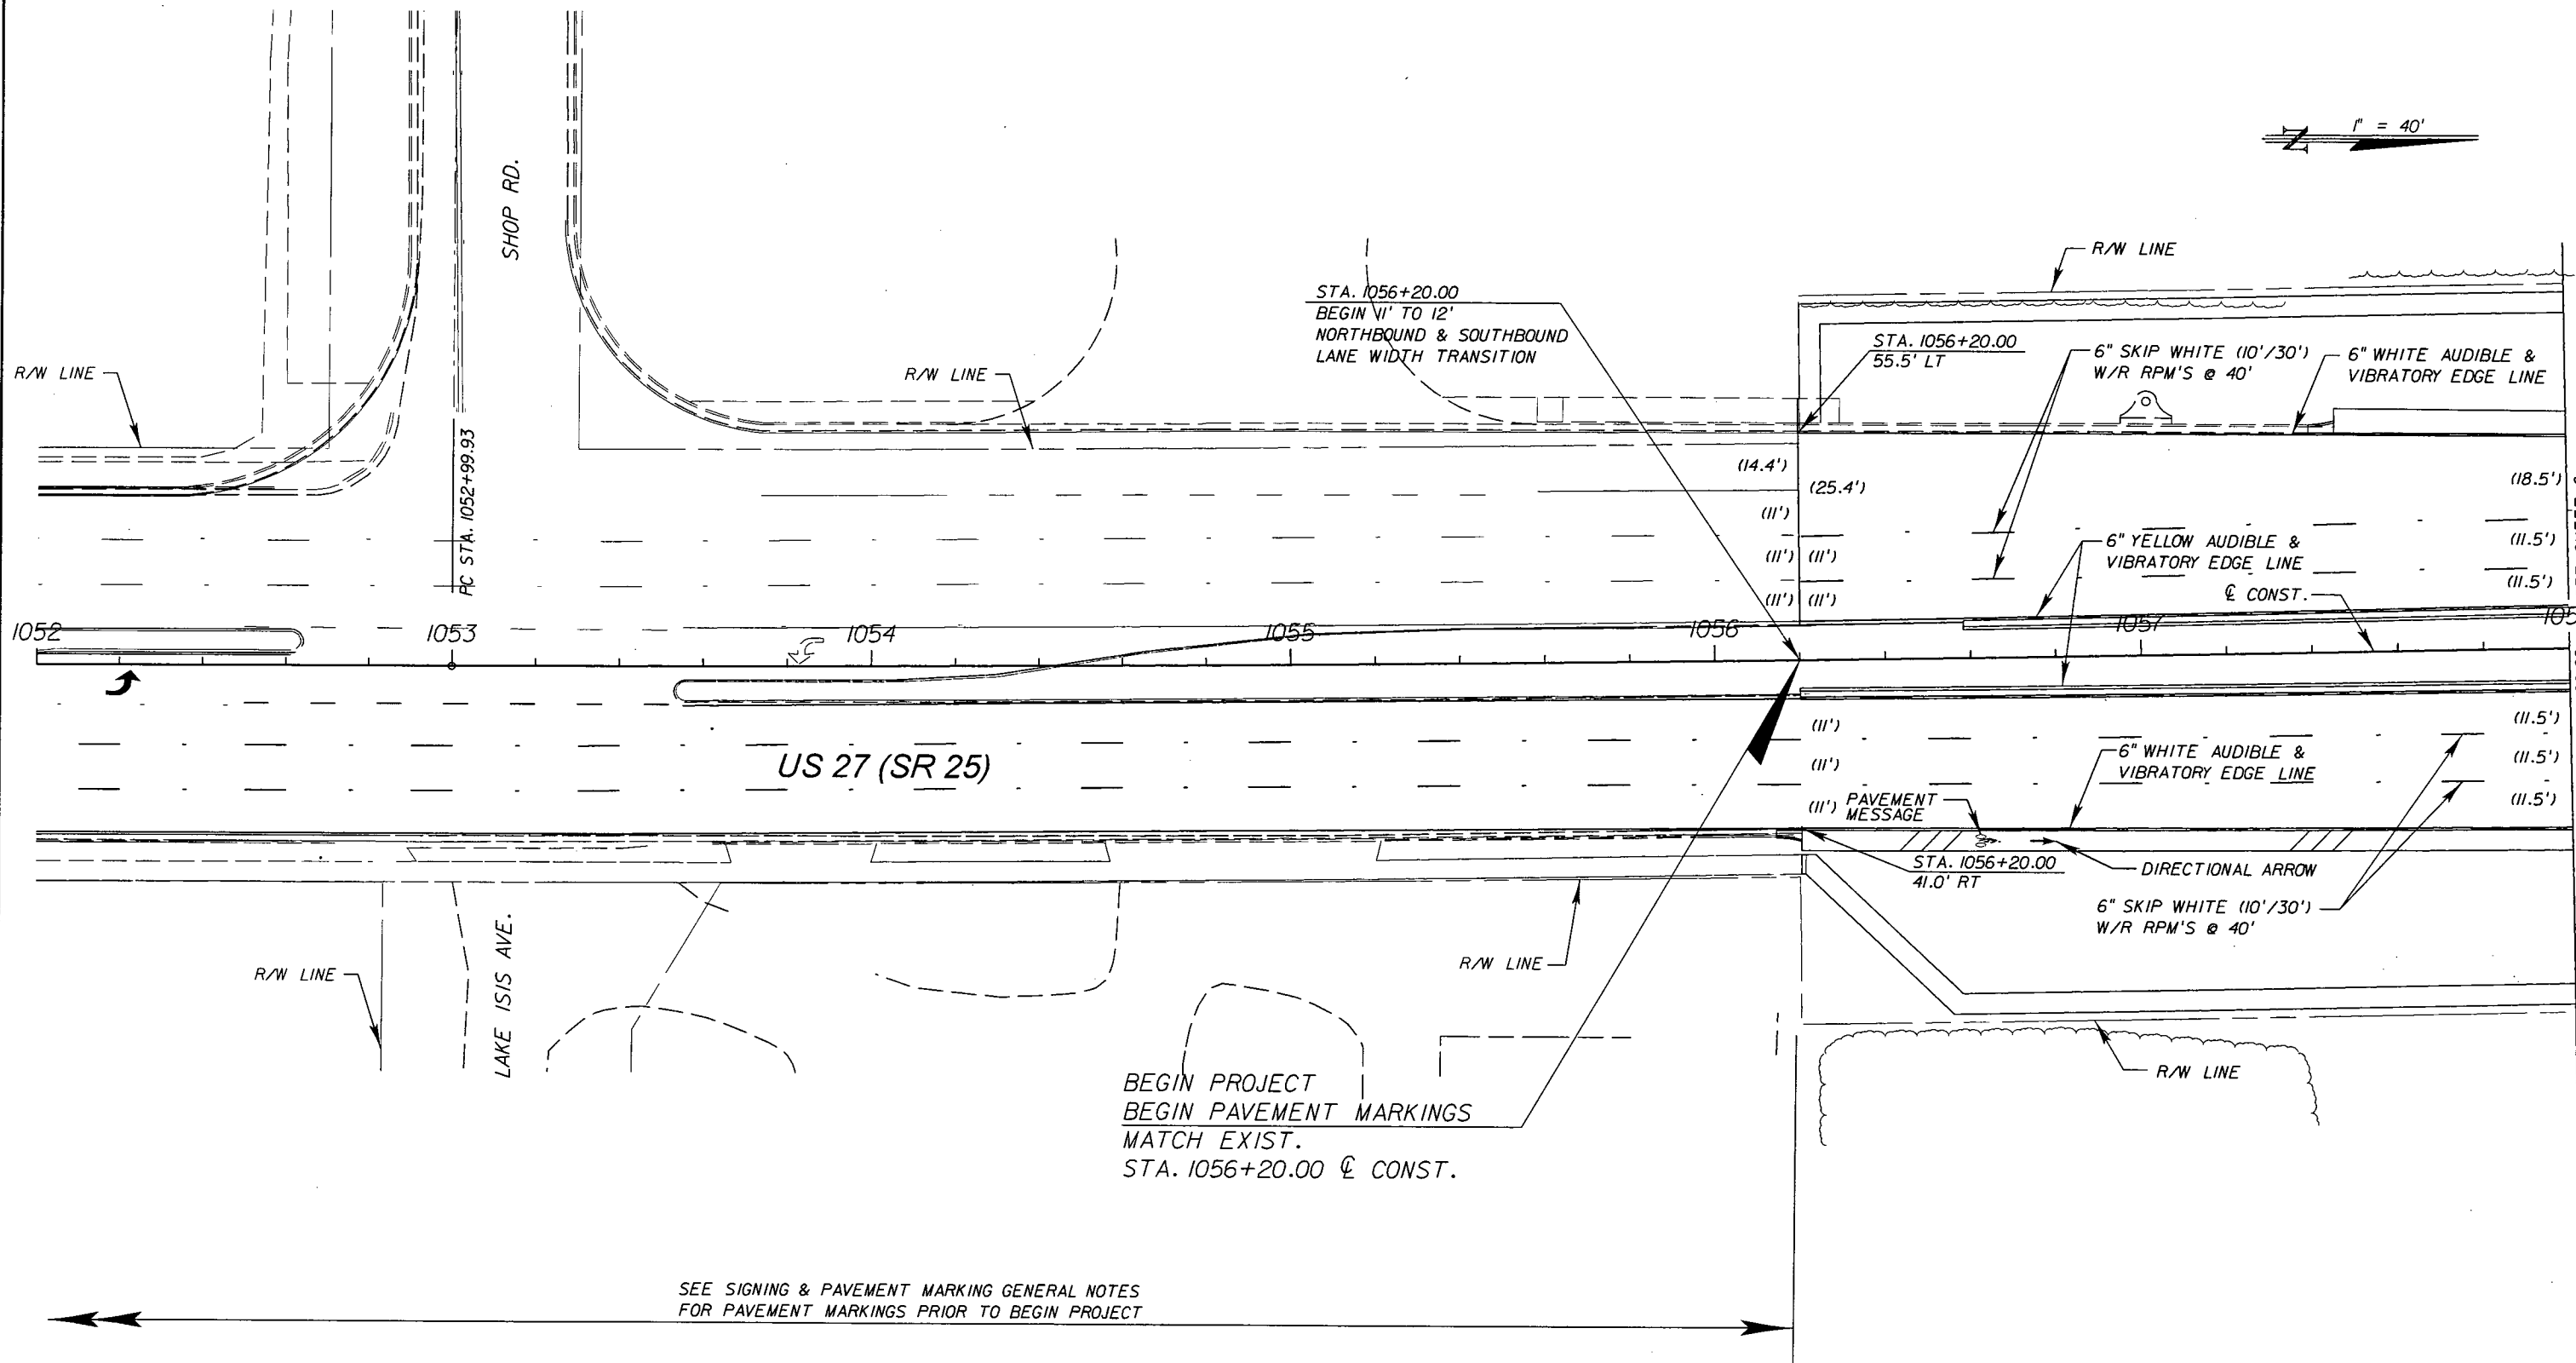 N
1" = 40'
SHOP RD.
R/W LINE
R/W LINE
R/W LINE
STA. 1056+20.00
BEGIN 11' TO 12'
NORTHBOUND & SOUTHBOUND
LANE WIDTH TRANSITION
STA. 1056+20.00
55.5' LT
6" SKIP WHITE (10'/30')
W/R RPM'S @ 40'
6" WHITE AUDIBLE &
VIBRATORY EDGE LINE
PC STA. 1052+99.93
(14.4')
(25.4')
(18.5')
(11')
(11.5')
(11') (11')
6" YELLOW AUDIBLE &
VIBRATORY EDGE LINE
(11.5')
(11') (11')
℄ CONST.
1052
1053
1054
1055
1056
1057
(11')
(11.5')
US 27 (SR 25)
(11')
6" WHITE AUDIBLE &
VIBRATORY EDGE LINE
(11.5')
(11')
PAVEMENT
MESSAGE
(11.5')
STA. 1056+20.00
41.0' RT
DIRECTIONAL ARROW
6" SKIP WHITE (10'/30')
W/R RPM'S @ 40'
LAKE ISIS AVE.
R/W LINE
R/W LINE
R/W LINE
BEGIN PROJECT
BEGIN PAVEMENT MARKINGS
MATCH EXIST.
STA. 1056+20.00 ℄ CONST.
SEE SIGNING & PAVEMENT MARKING GENERAL NOTES
FOR PAVEMENT MARKINGS PRIOR TO BEGIN PROJECT